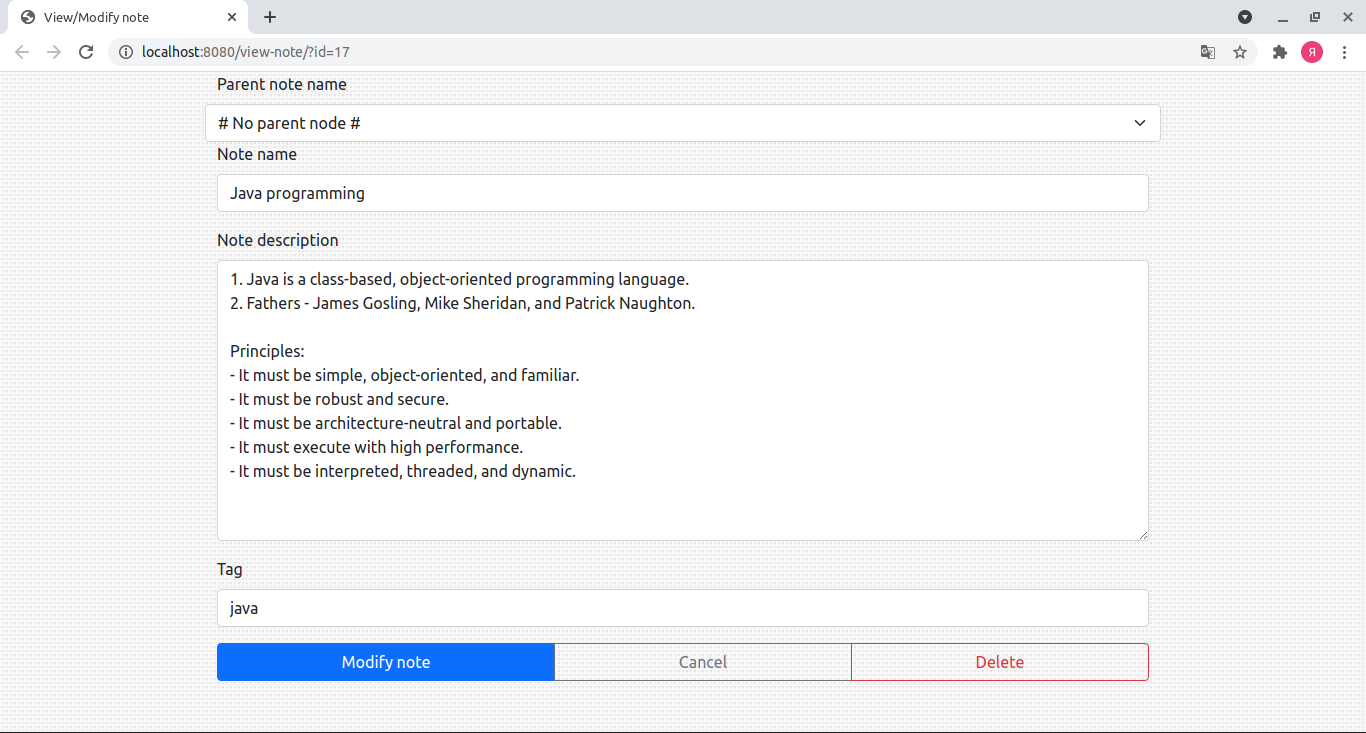 View/Modify note
localhost:8080/view-note/?id=17
Я
Parent note name
# No parent node #
Note name
Java programming
Note description
1. Java is a class-based, object-oriented programming language.
2. Fathers - James Gosling, Mike Sheridan, and Patrick Naughton.
Principles:
- It must be simple, object-oriented, and familiar.
- It must be robust and secure.
- It must be architecture-neutral and portable.
- It must execute with high performance.
- It must be interpreted, threaded, and dynamic.
Tag
java
Modify note Cancel Delete